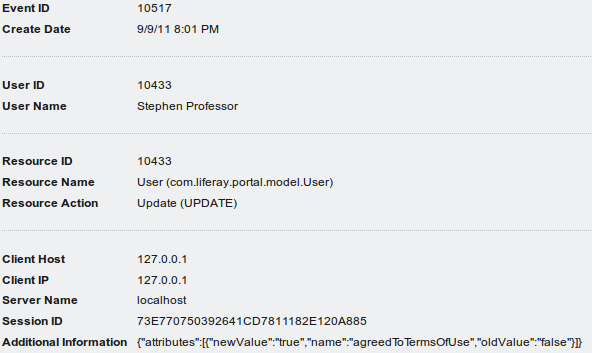 Event ID 10517
Create Date 9/9/11 8:01 PM
User ID 10433
User Name Stephen Professor
Resource ID 10433
Resource Name User (com.liferay.portal.model.User)
Resource Action Update (UPDATE)
Client Host 127.0.0.1
Client IP 127.0.0.1
Server Name localhost
Session ID 73E770750392641CD7811182E120A885
Additional Information {"attributes":[{"newValue":"true","name":"agreedToTermsOfUse","oldValue":"false"}]}